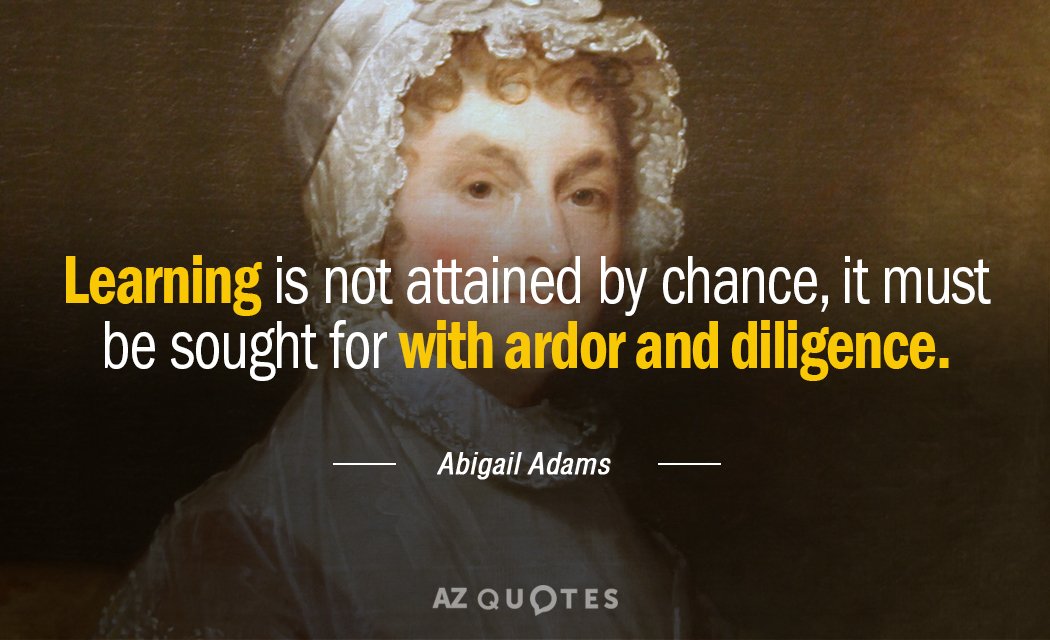 Learning is not attained by chance, it must
be sought for with ardor and diligence.
Abigail Adams
AZ QUOTES